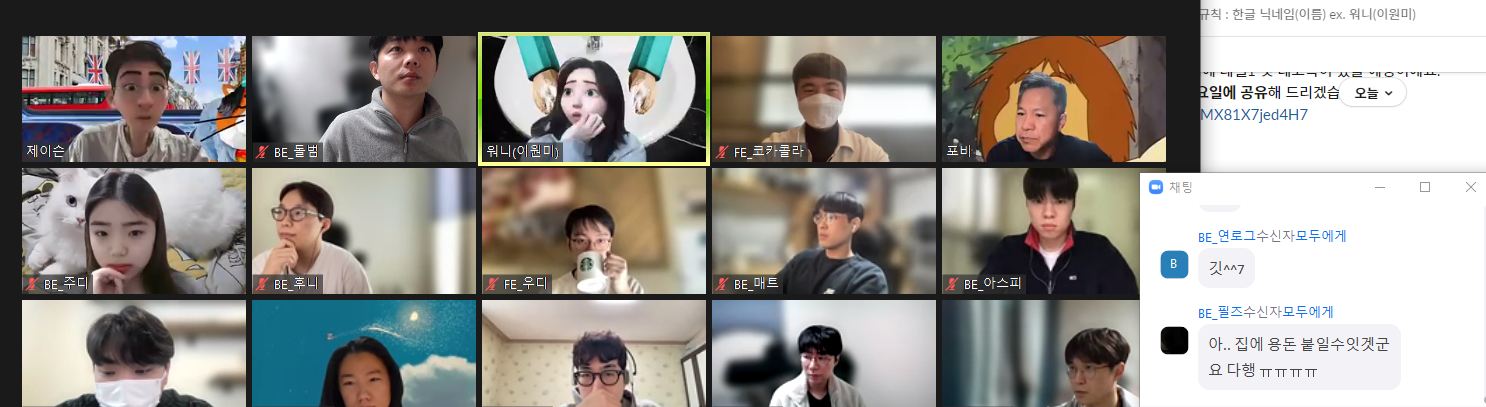 규칙 : 한글 닉네임(이름) ex. 워니(이원미)
요일에 공유해 드리겠습
오늘
MX81X7jed4H7
제이슨
BE_돌범
워니(이원미)
FE_코카콜라
포비
BE_주디
BE_후니
FE_우디
BE_매트
BE_아스피
채팅
BE_연로그수신자모두에게
B
깃^^7
BE_필즈수신자모두에게
아.. 집에 용돈 붙일수잇겟군
요 다행 ㅠㅠㅠㅠ